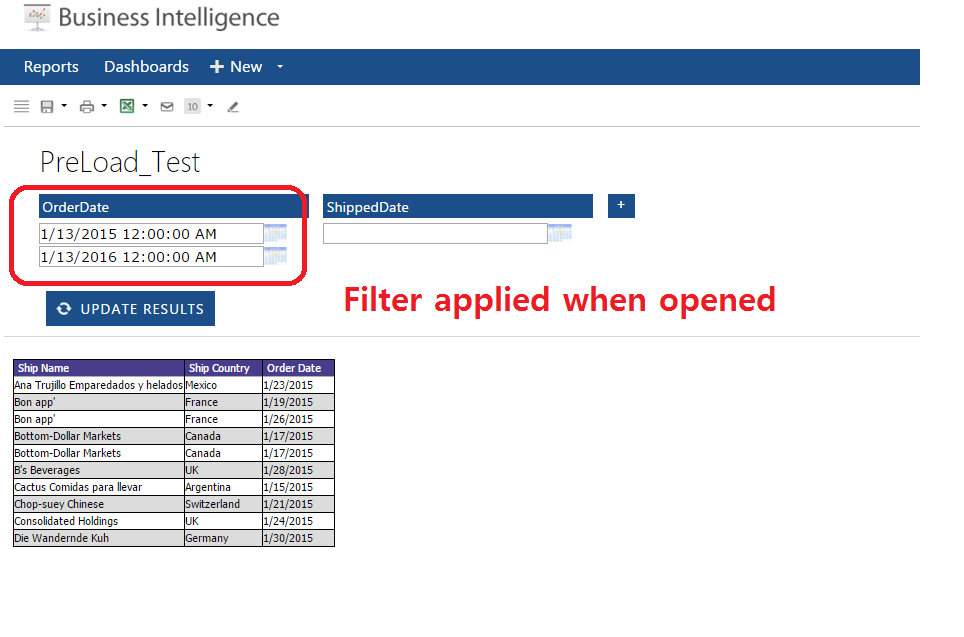 Business Intelligence
Reports Dashboards + New
10
PreLoad_Test
OrderDate ShippedDate +
1/13/2015 12:00:00 AM
1/13/2016 12:00:00 AM
UPDATE RESULTS
Filter applied when opened
Ship Name Ship Country Order Date
Ana Trujillo Emparedados y helados Mexico 1/23/2015
Bon app' France 1/19/2015
Bon app' France 1/26/2015
Bottom-Dollar Markets Canada 1/17/2015
Bottom-Dollar Markets Canada 1/17/2015
B's Beverages UK 1/28/2015
Cactus Comidas para llevar Argentina 1/15/2015
Chop-suey Chinese Switzerland 1/21/2015
Consolidated Holdings UK 1/24/2015
Die Wandernde Kuh Germany 1/30/2015